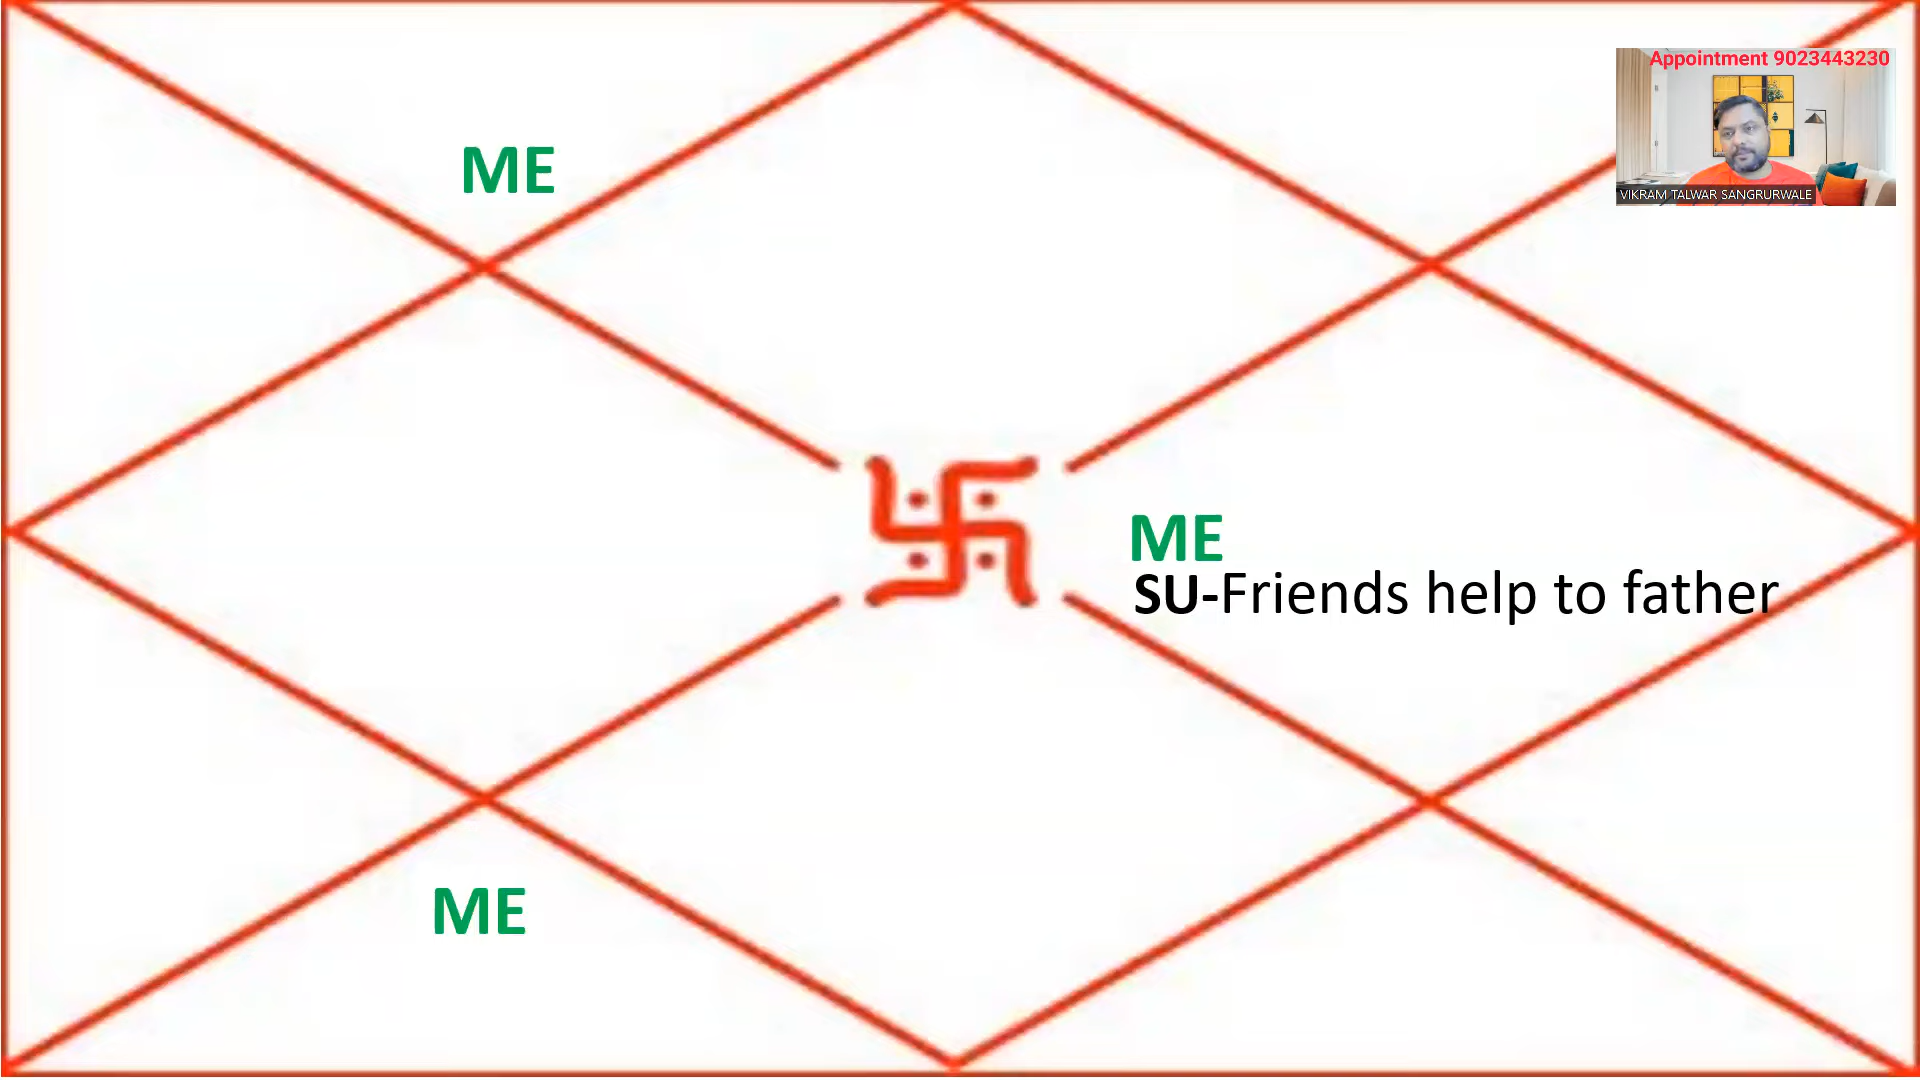 Appointment 9023443230
VIKRAM TALWAR SANGRURWALE
ME
ME
SU-Friends help to father
ME